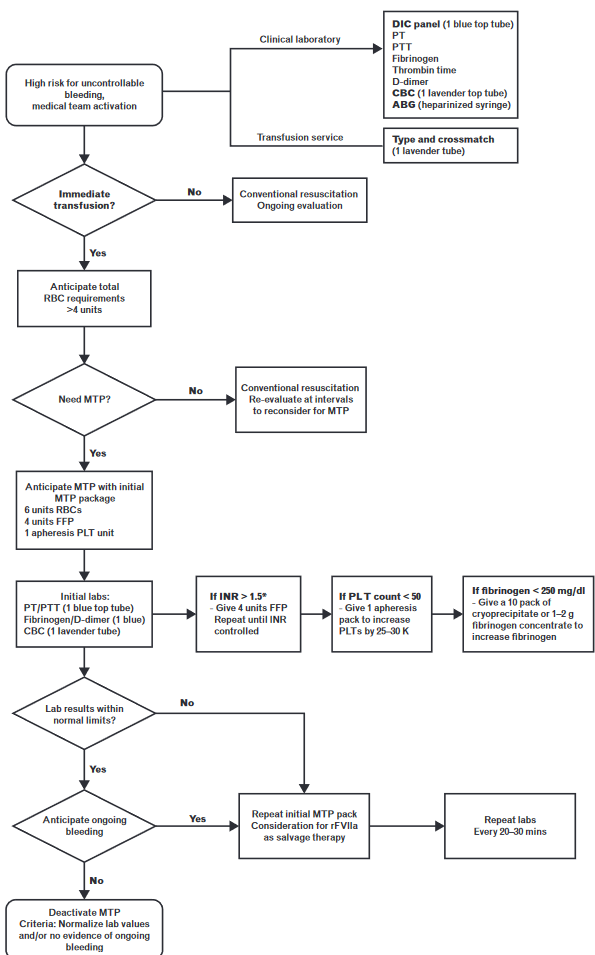 Clinical laboratory
DIC panel (1 blue top tube)
PT
PTT
Fibrinogen
Thrombin time
D-dimer
CBC (1 lavender top tube)
ABG (heparinized syringe)
High risk for uncontrollable
bleeding,
medical team activation
Transfusion service
Type and crossmatch
(1 lavender tube)
Immediate
transfusion?
No
Conventional resuscitation
Ongoing evaluation
Yes
Anticipate total
RBC requirements
>4 units
Need MTP?
No
Conventional resuscitation
Re-evaluate at intervals
to reconsider for MTP
Yes
Anticipate MTP with initial
MTP package
6 units RBCs
4 units FFP
1 apheresis PLT unit
Initial labs:
PT/PTT (1 blue top tube)
Fibrinogen/D-dimer (1 blue)
CBC (1 lavender tube)
If INR > 1.5*
- Give 4 units FFP
Repeat until INR
controlled
If PLT count < 50
- Give 1 apheresis
pack to increase
PLTs by 25–30 K
If fibrinogen < 250 mg/dl
- Give a 10 pack of
cryoprecipitate or 1–2 g
fibrinogen concentrate to
increase fibrinogen
Lab results within
normal limits?
No
Yes
Anticipate ongoing
bleeding
Yes
Repeat initial MTP pack
Consideration for rFVIIa
as salvage therapy
Repeat labs
Every 20–30 mins
No
Deactivate MTP
Criteria: Normalize lab values
and/or no evidence of ongoing
bleeding